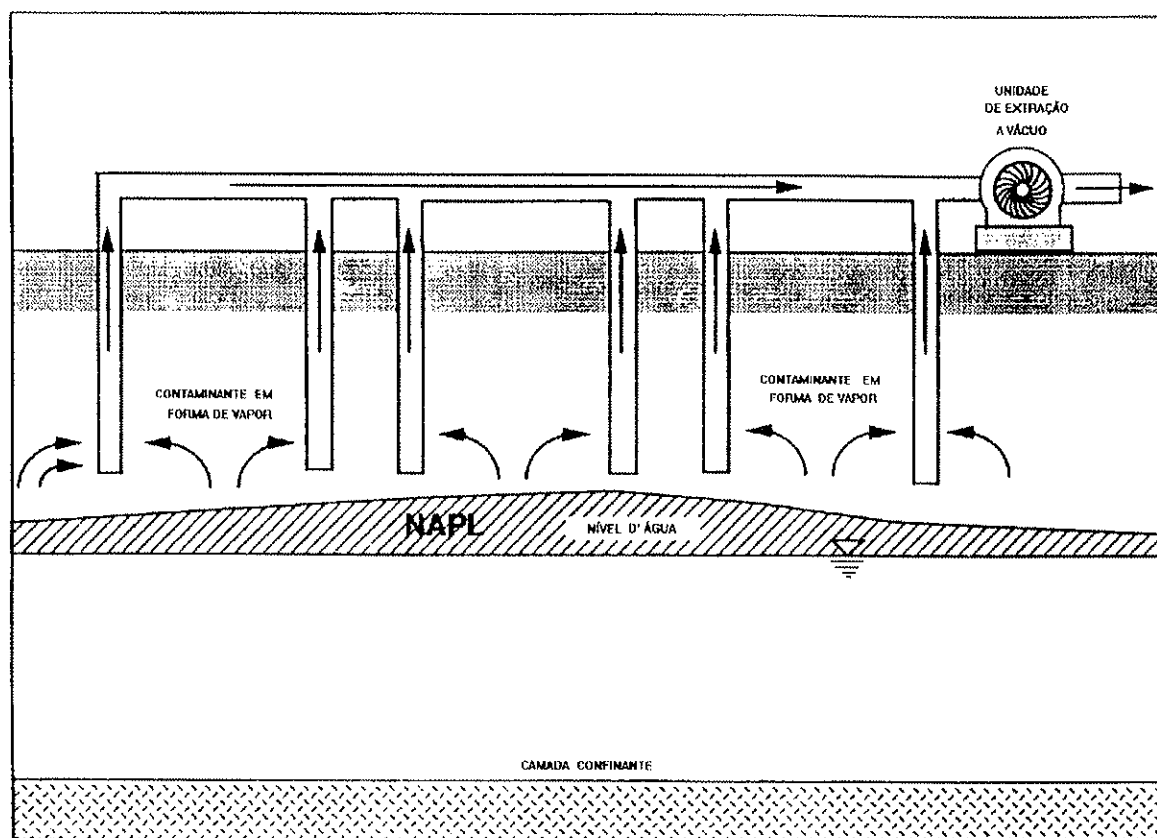 UNIDADE
DE EXTRAÇÃO
A VÁCUO
CONTAMINANTE EM
FORMA DE VAPOR
CONTAMINANTE EM
FORMA DE VAPOR
NAPL
NÍVEL D'ÁGUA
CAMADA CONFINANTE